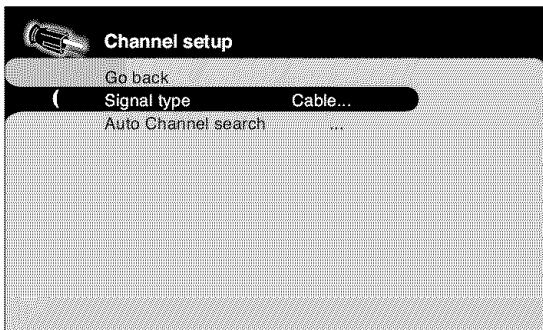 Channel setup
Go back
Signal type Cable...
Auto Channel search ...